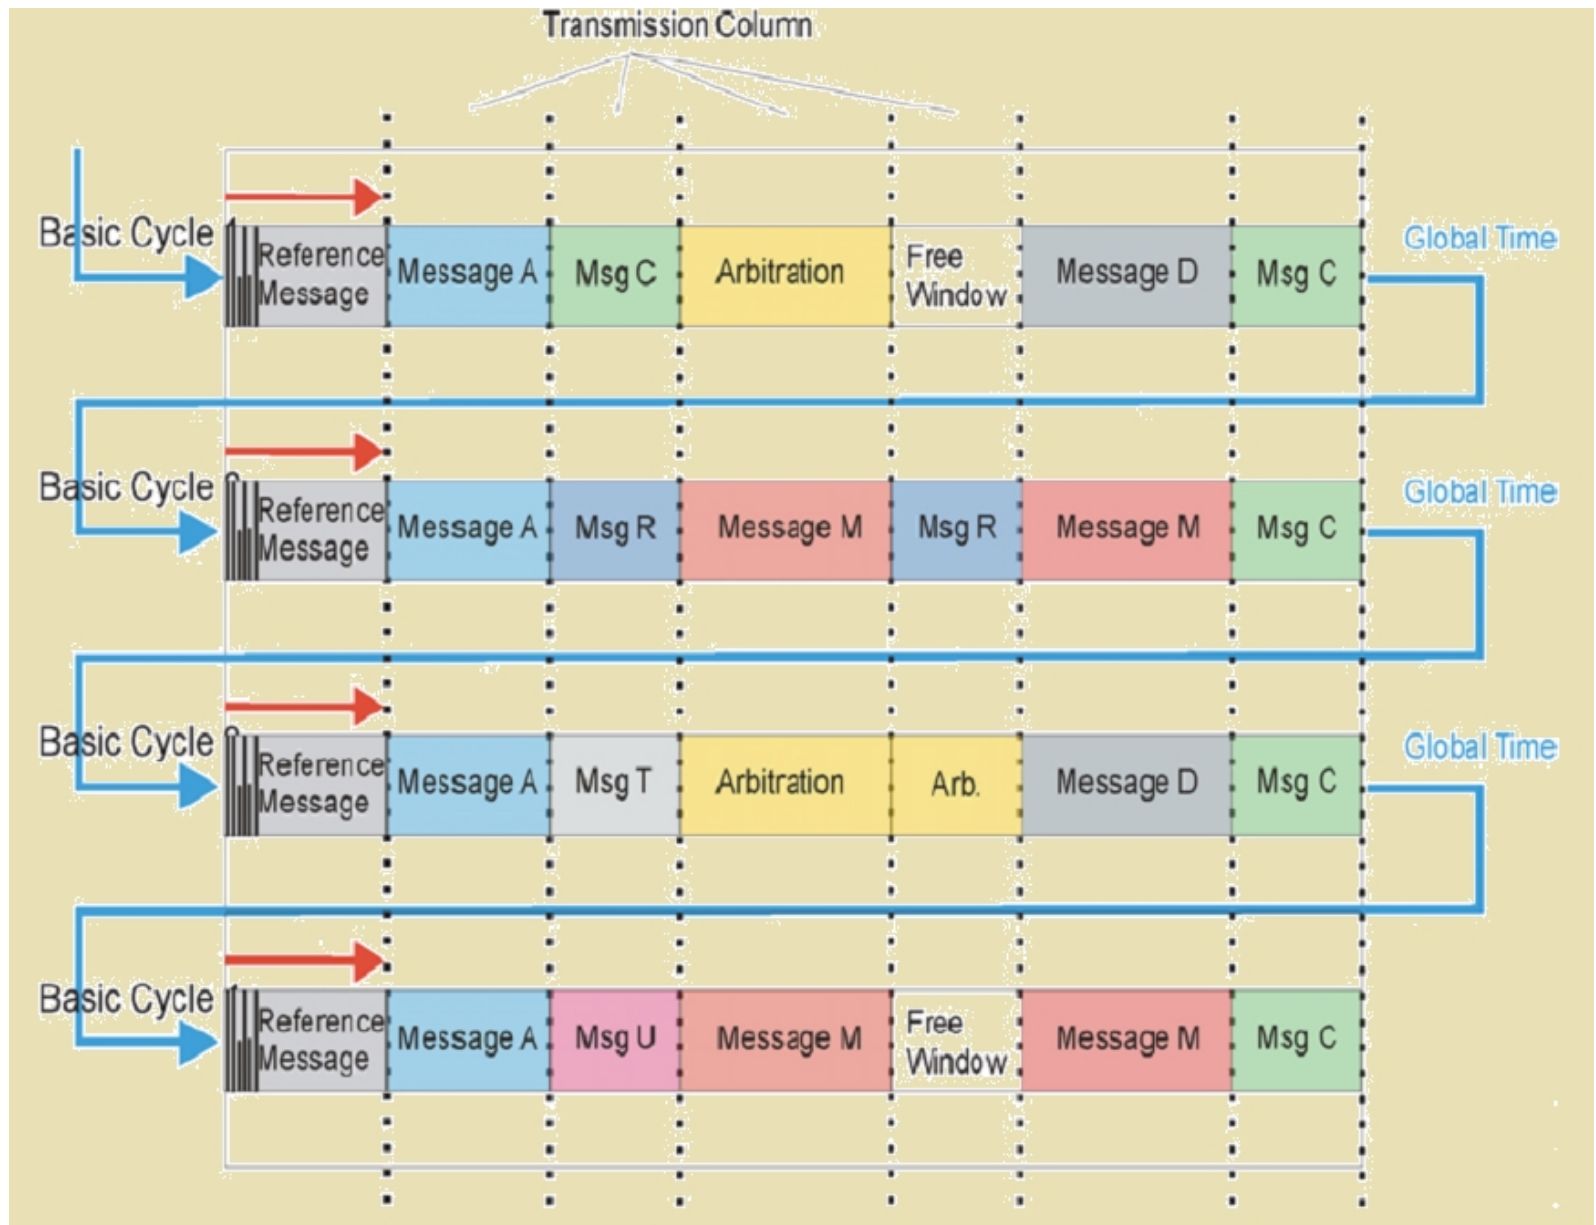 Transmission Column
Basic Cycle
Global Time
Reference
Message
Message A
Msg C
Arbitration
Free
Window
Message D
Msg C
Basic Cycle
Global Time
Reference
Message
Message A
Msg R
Message M
Msg R
Message M
Msg C
Basic Cycle
Global Time
Reference
Message
Message A
Msg T
Arbitration
Arb.
Message D
Msg C
Basic Cycle
Reference
Message
Message A
Msg U
Message M
Free
Window
Message M
Msg C